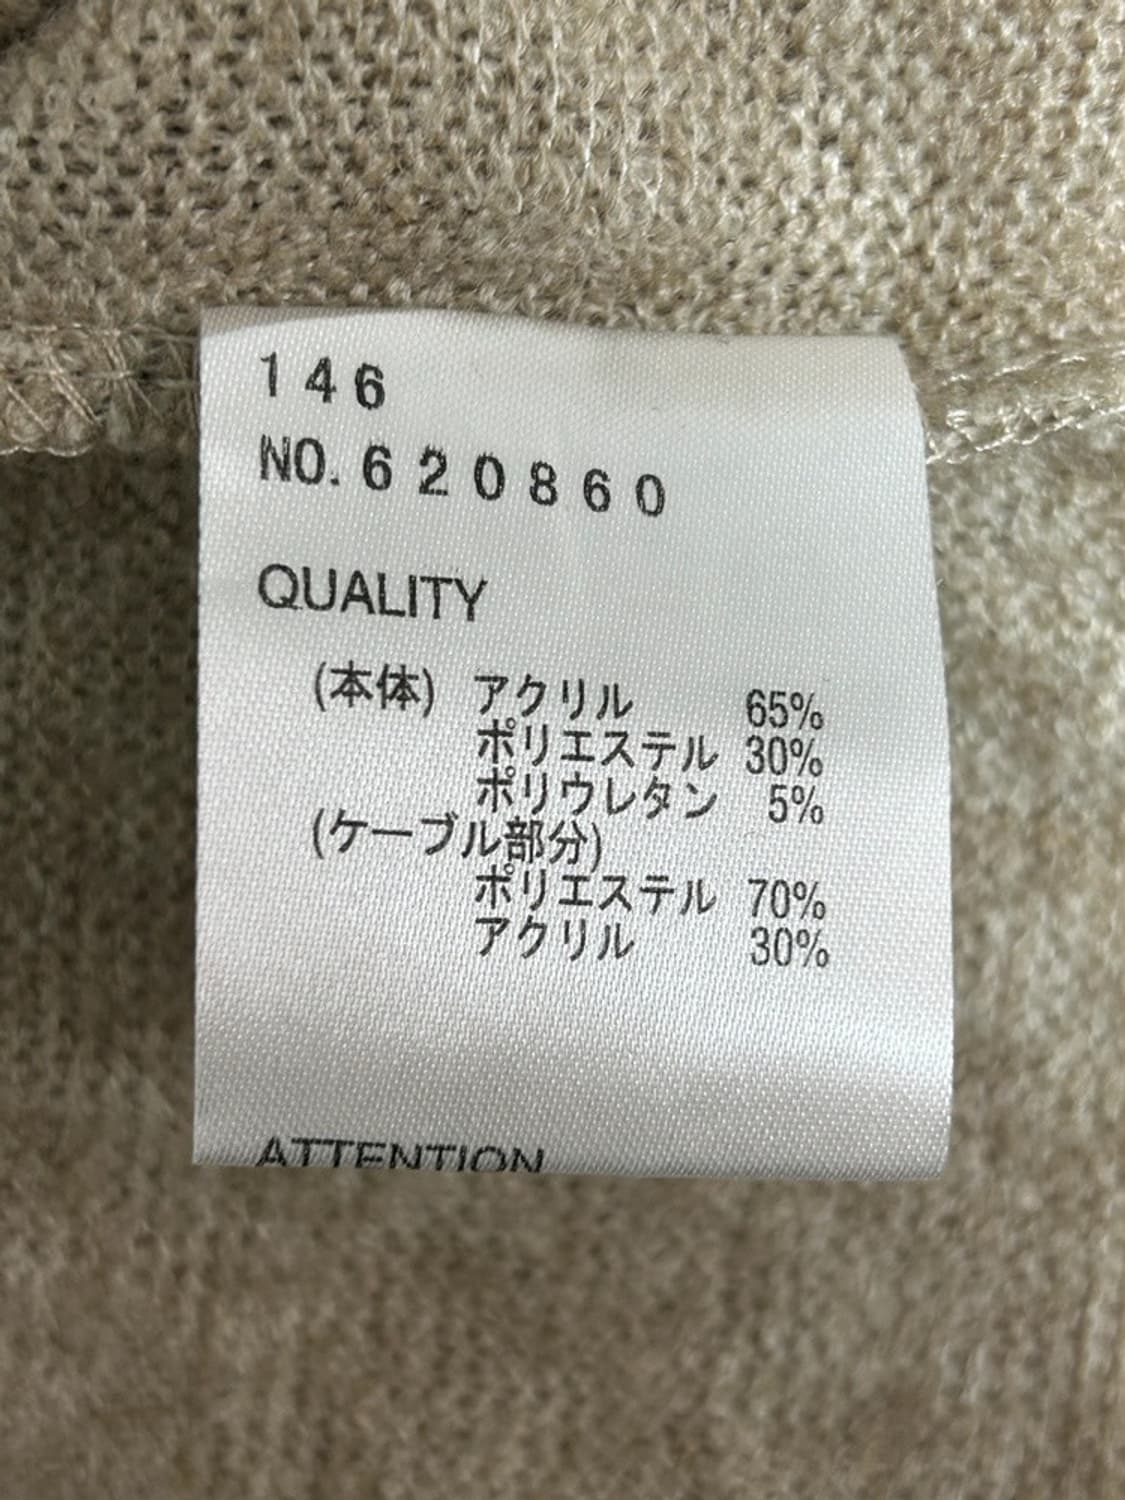 146
NO. 620860
QUALITY
(本体) アクリル 65%
ポリエステル 30%
ポリウレタン 5%
(ケーブル部分)
ポリエステル 70%
アクリル 30%
ATTENTION